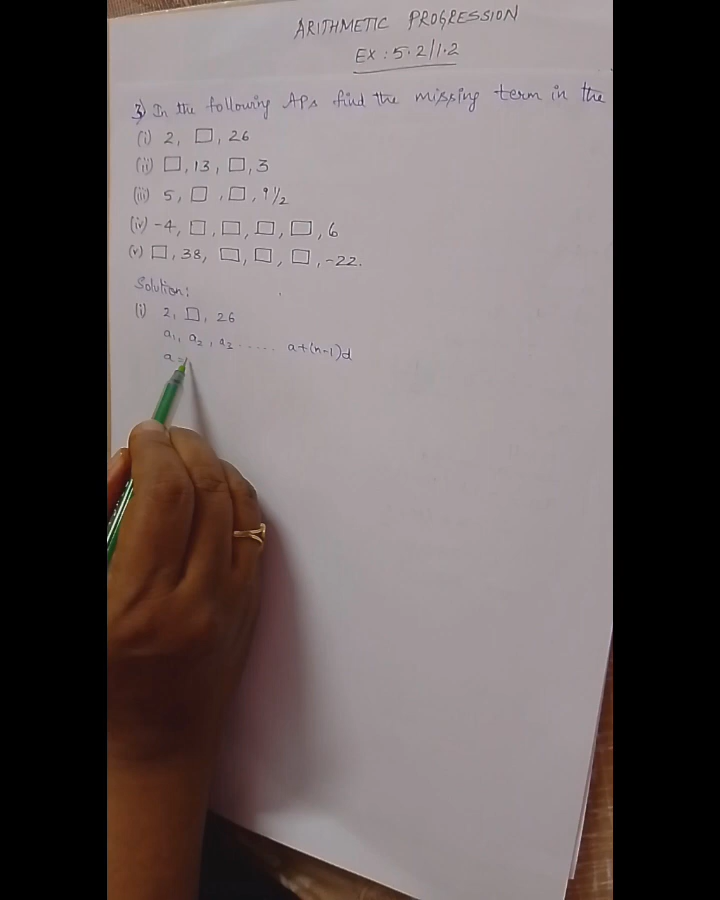 ARITHMETIC PROGRESSION
EX : 5.2/1.2
3) In the following APs find the missing term in the
(i) 2, □, 26
(ii) □, 13, □, 3
(iii) 5, □, □, 9 1/2
(iv) -4, □, □, □, □, 6
(v) □, 38, □, □, □, -22.
Solution:
(i) 2, □, 26
a₁, a₂, a₃ ..... a+(n-1)d
a =